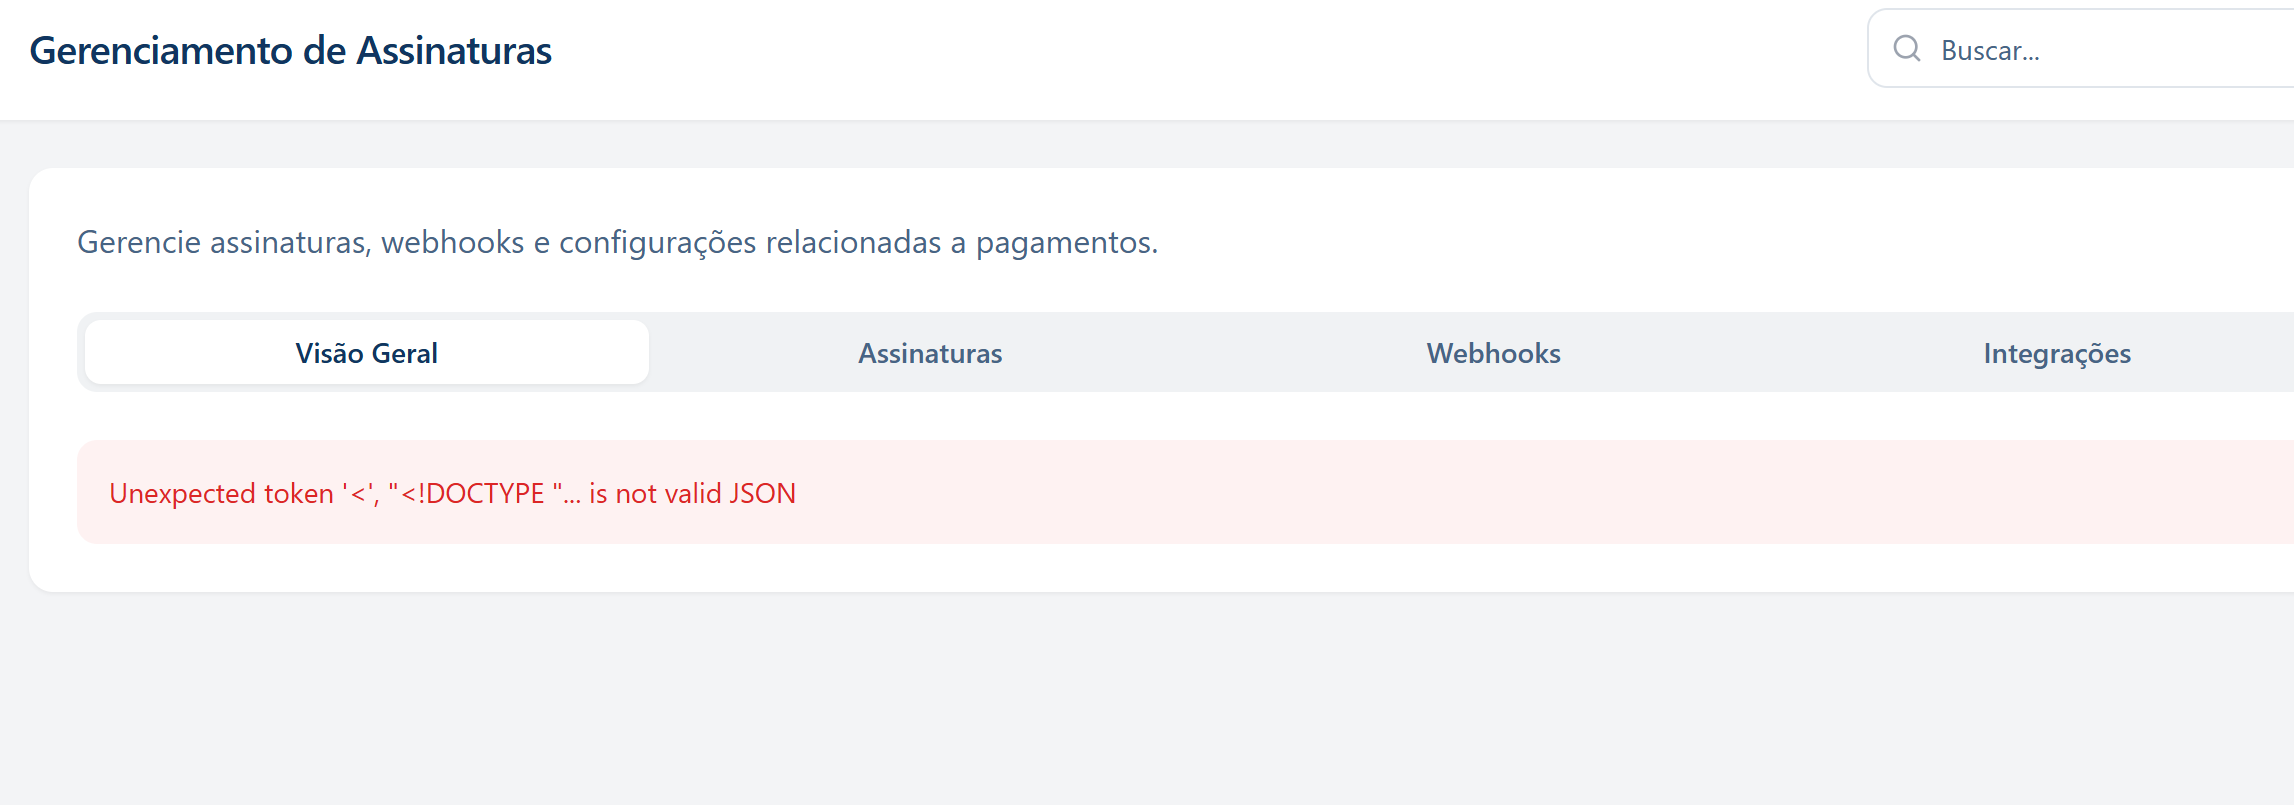 Gerenciamento de Assinaturas
Buscar...
Gerencie assinaturas, webhooks e configurações relacionadas a pagamentos.
Visão Geral
Assinaturas
Webhooks
Integrações
Unexpected token '<', "<!DOCTYPE "... is not valid JSON